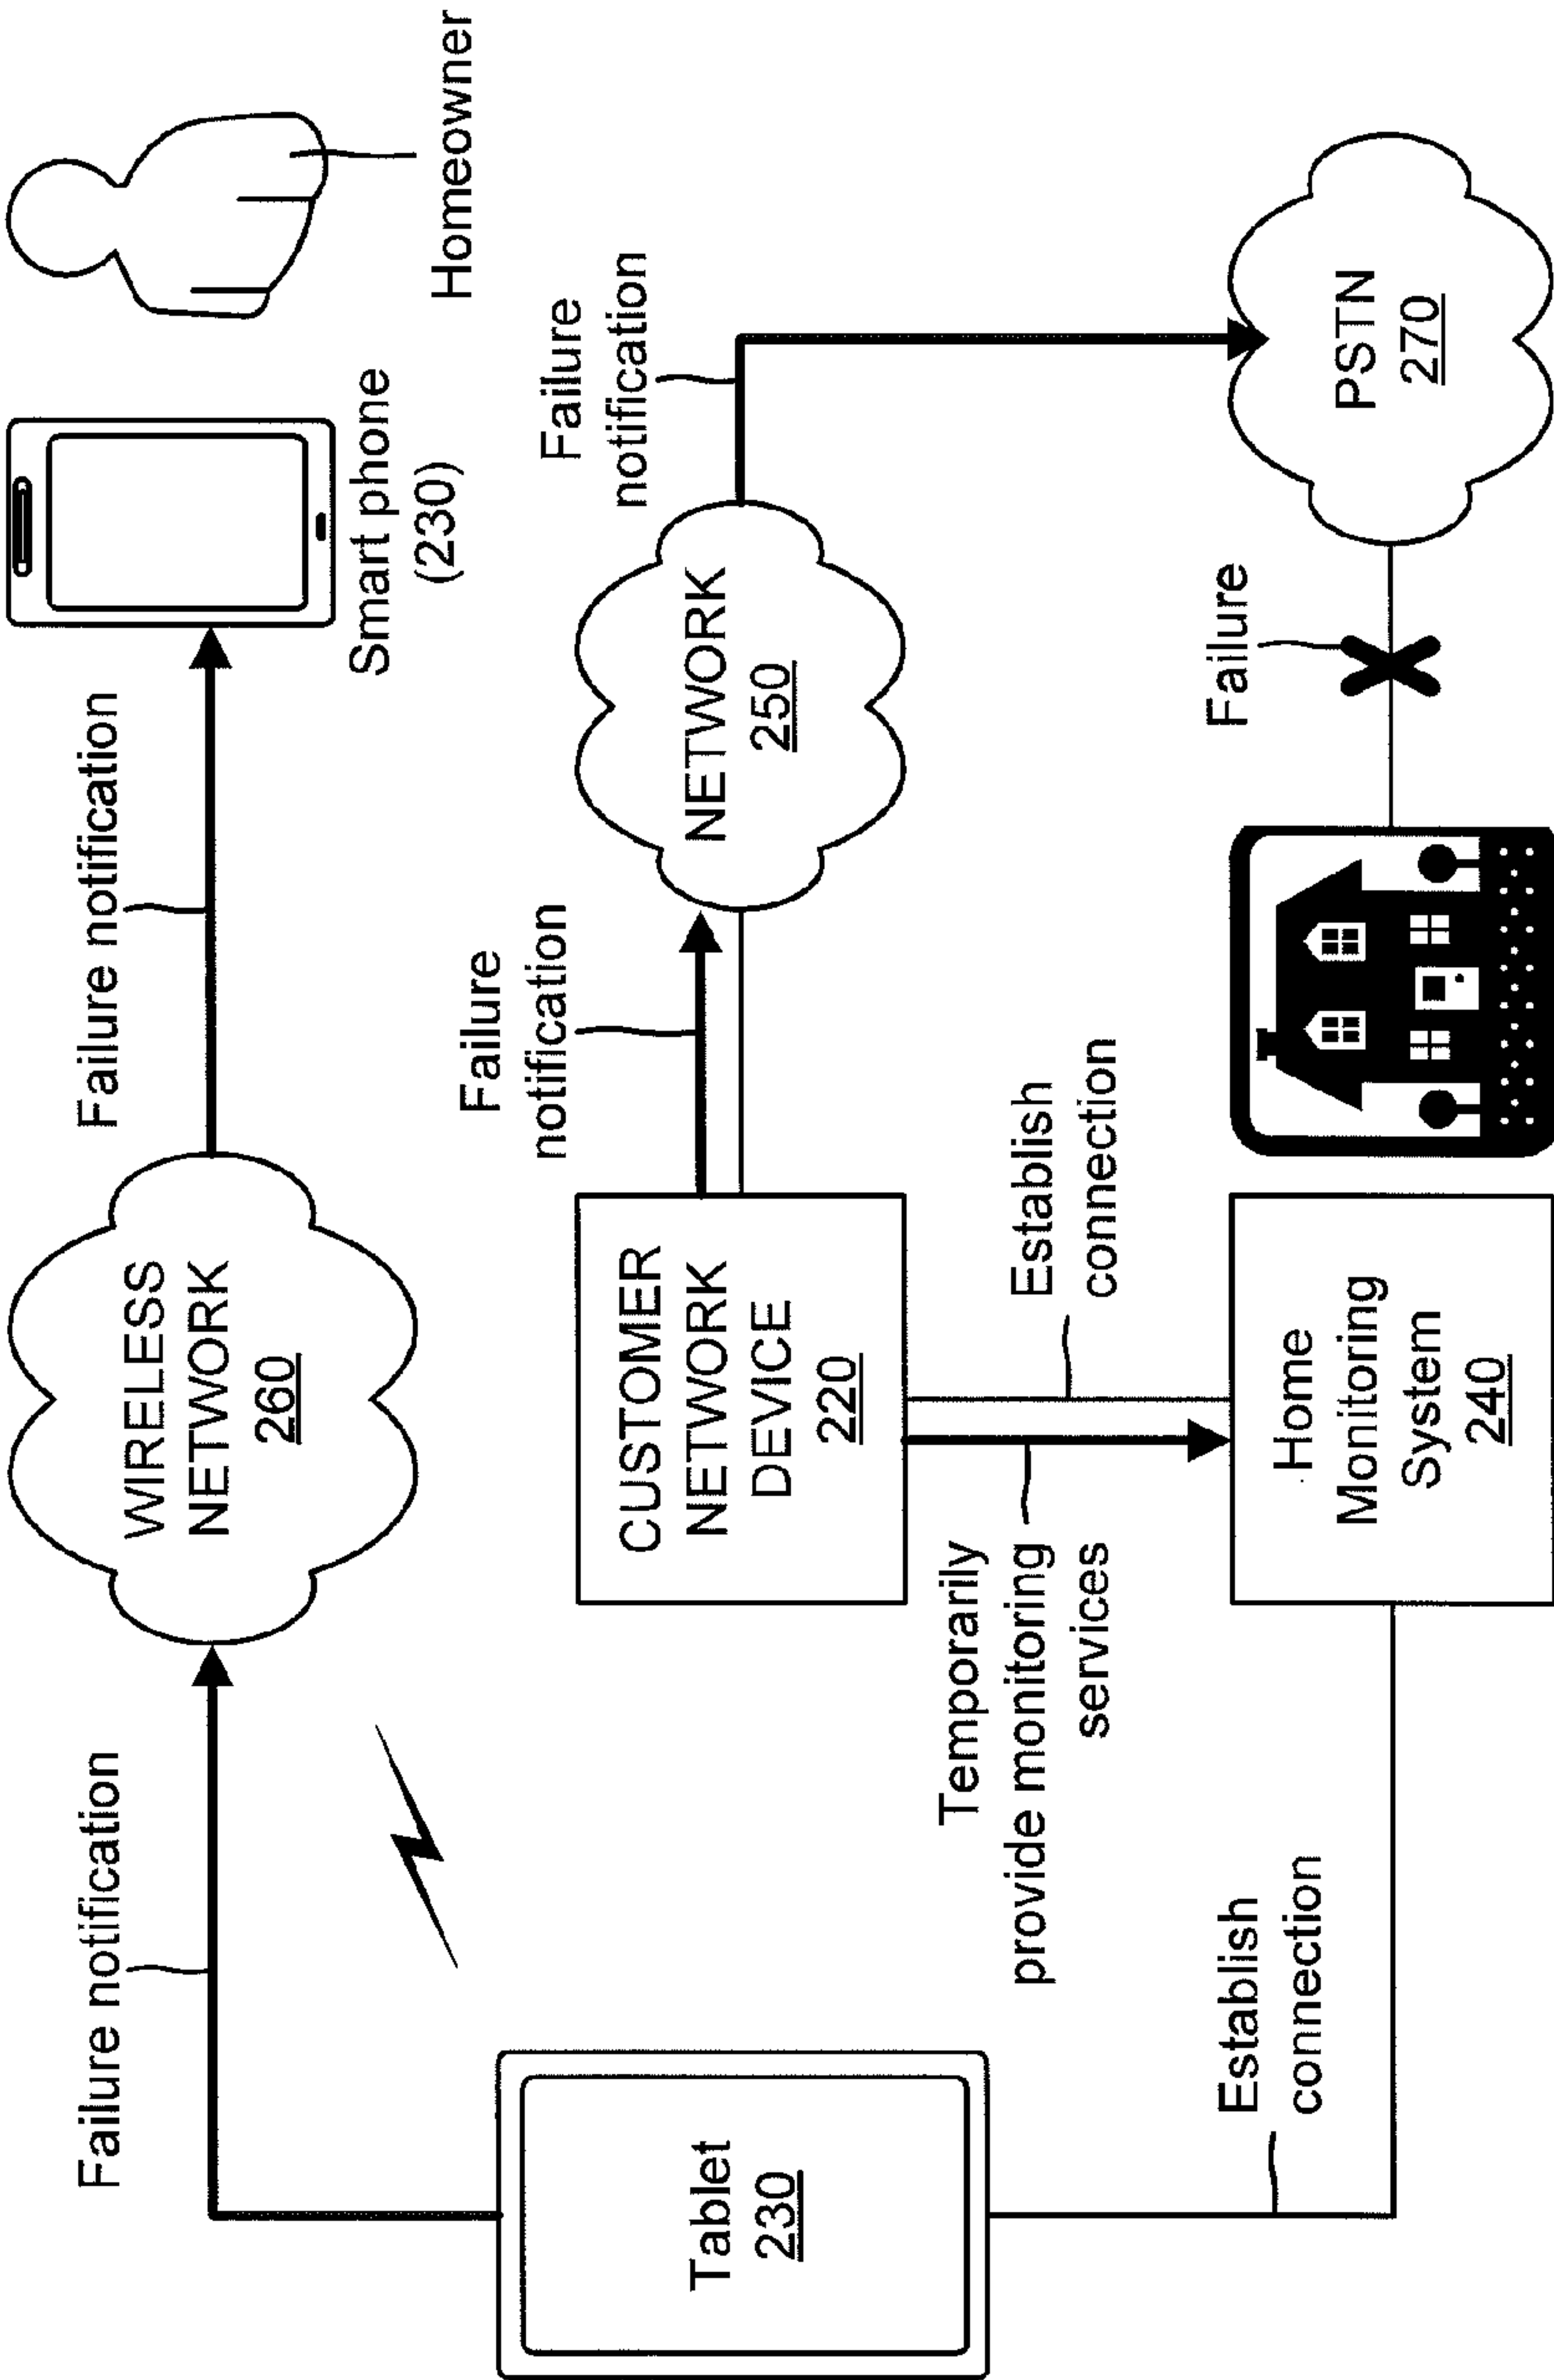 Failure notification
WIRELESS
NETWORK
260
Failure notification
Smart phone
(230)
Homeowner
Tablet
230
CUSTOMER
NETWORK
DEVICE
220
Failure
notification
NETWORK
250
Failure
notification
Temporarily
provide monitoring
services
Establish
connection
Establish
connection
Home
Monitoring
System
240
Failure
PSTN
270